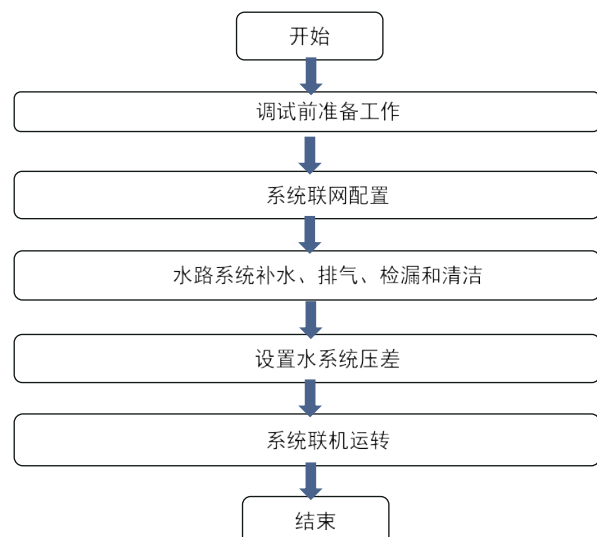 开始
调试前准备工作
系统联网配置
水路系统补水、排气、检漏和清洁
设置水系统压差
系统联机运转
结束